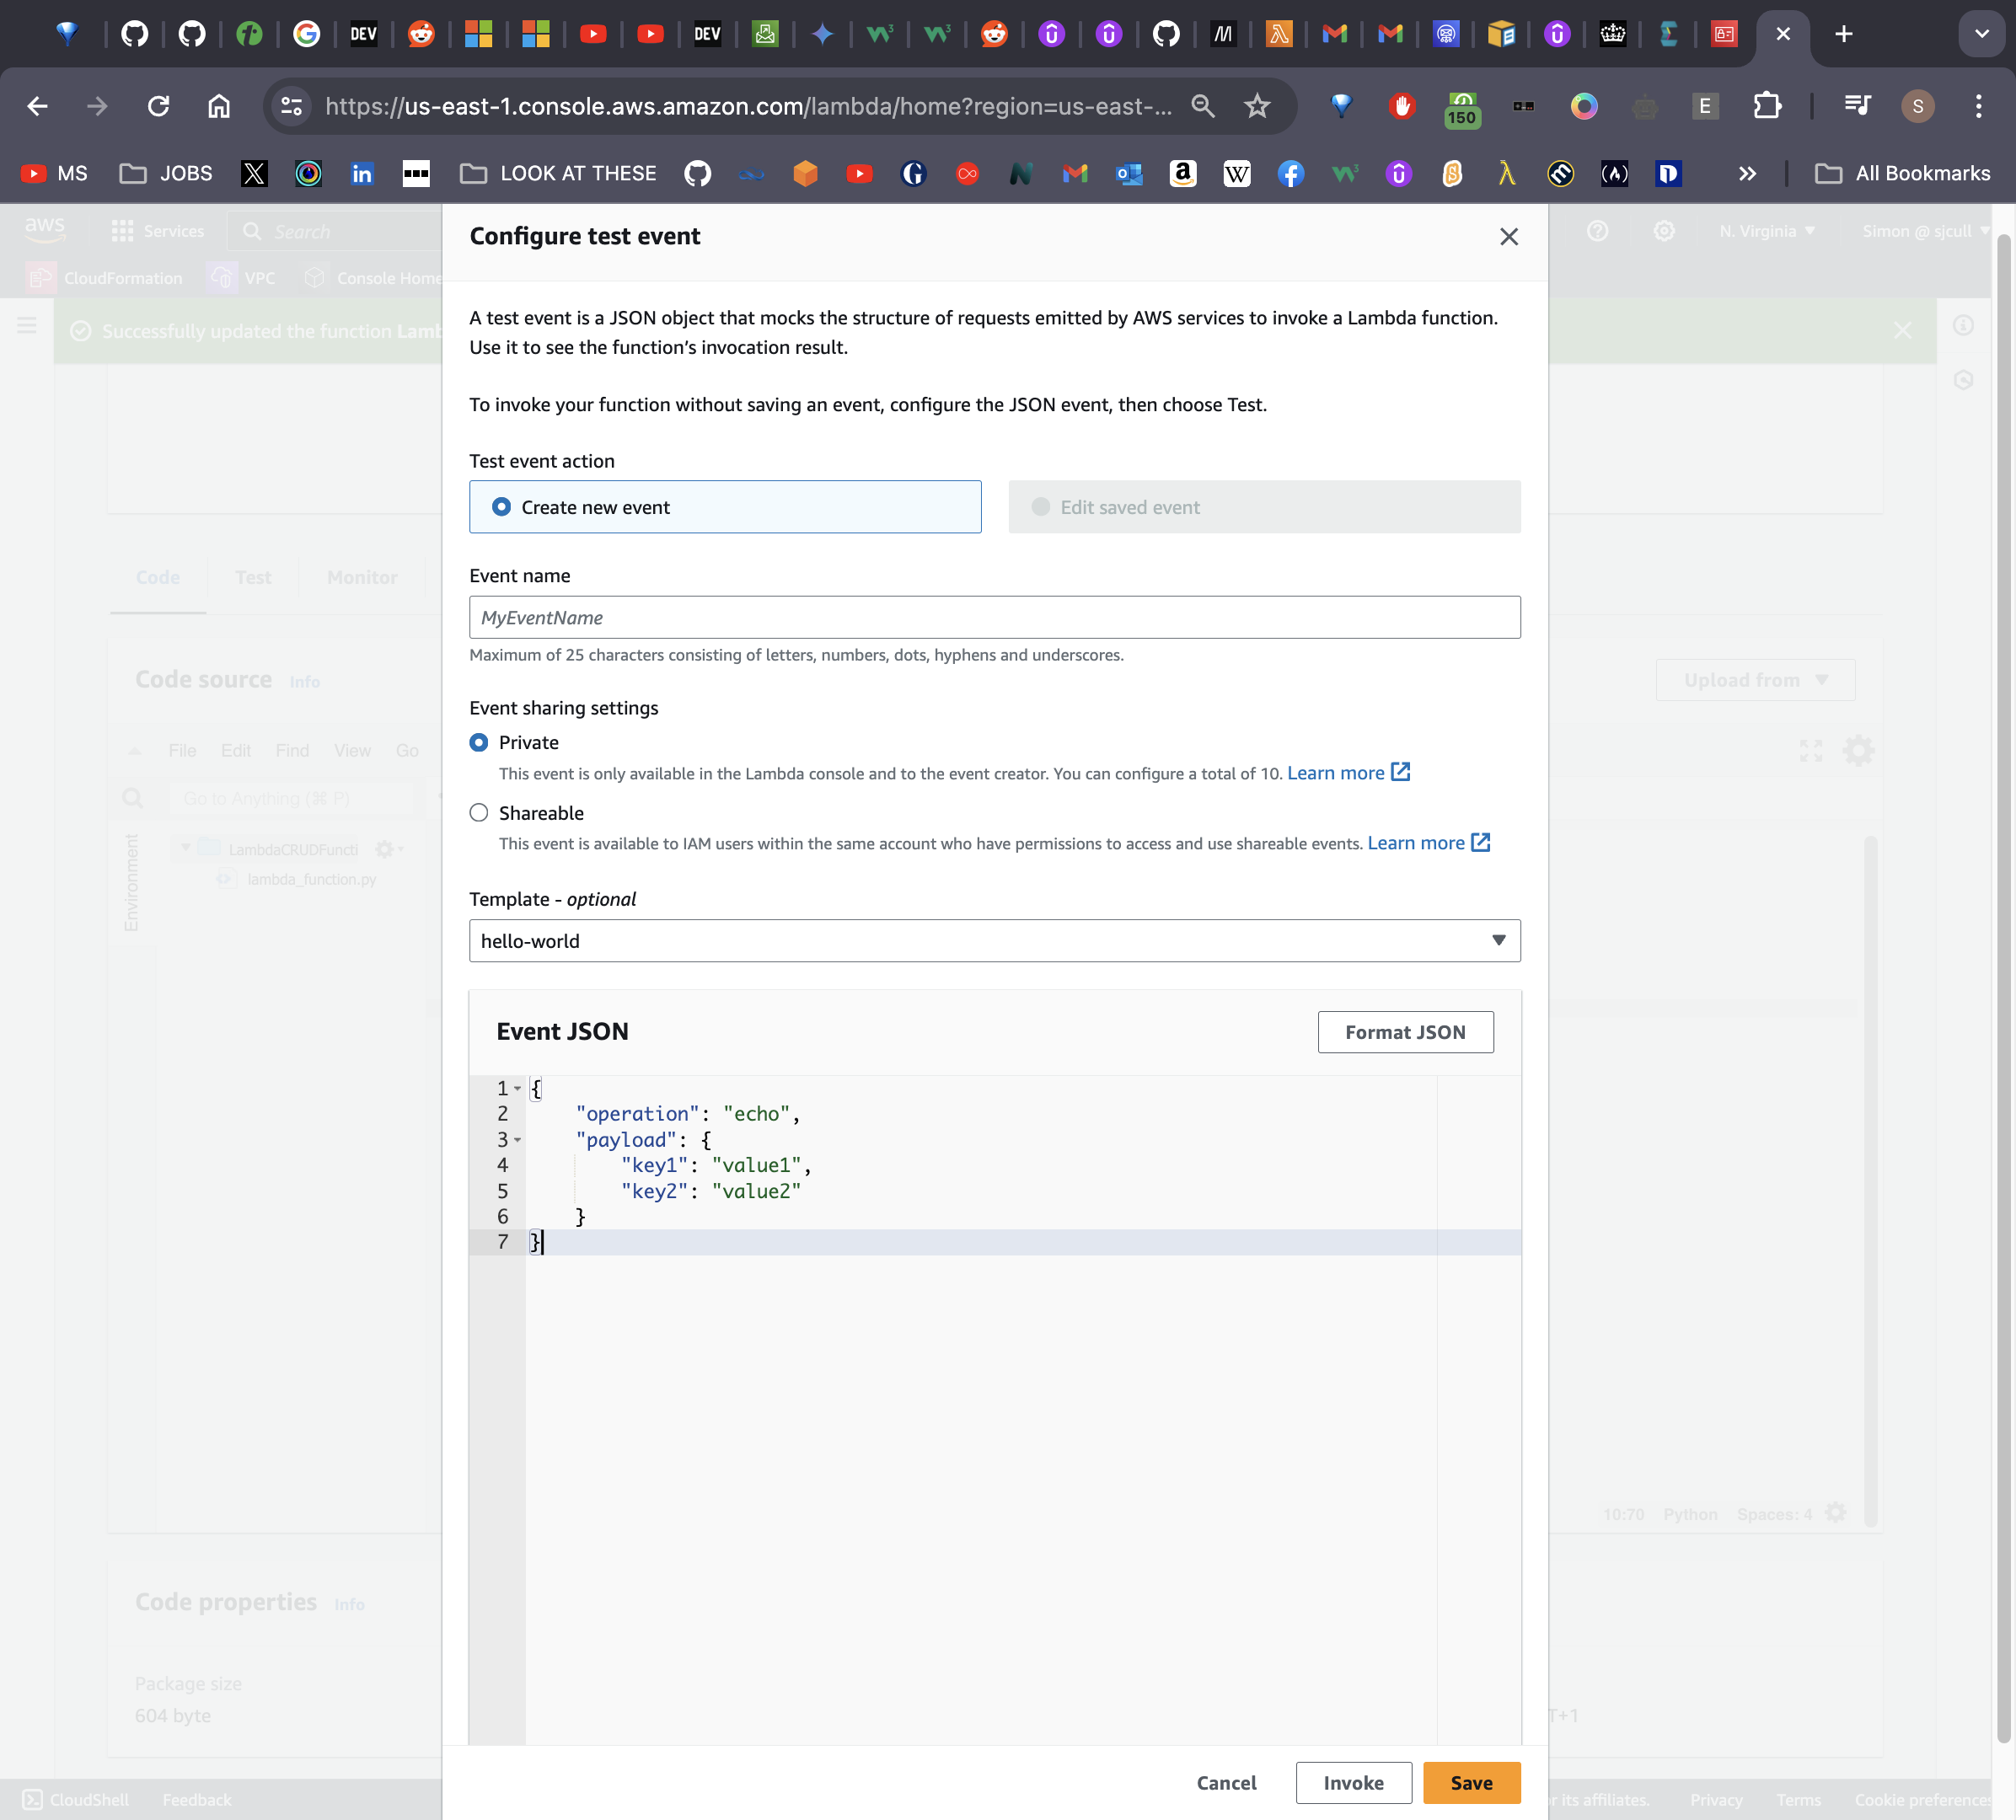 DEV
DEV
https://us-east-1.console.aws.amazon.com/lambda/home?region=us-east-...
150
E
S
MS
JOBS
LOOK AT THESE
All Bookmarks
aws
Services
Search
N. Virginia
Simon @ sjcull
CloudFormation
VPC
Console Home
Successfully updated the function Lamb
Configure test event
A test event is a JSON object that mocks the structure of requests emitted by AWS services to invoke a Lambda function.
Use it to see the function's invocation result.
To invoke your function without saving an event, configure the JSON event, then choose Test.
Test event action
Create new event
Edit saved event
Event name
MyEventName
Maximum of 25 characters consisting of letters, numbers, dots, hyphens and underscores.
Event sharing settings
Private
This event is only available in the Lambda console and to the event creator. You can configure a total of 10. Learn more
Shareable
This event is available to IAM users within the same account who have permissions to access and use shareable events. Learn more
Template - optional
hello-world
Event JSON
Format JSON
1 {
2 "operation": "echo",
3 "payload": {
4 "key1": "value1",
5 "key2": "value2"
6 }
7 }
Cancel
Invoke
Save
Code
Test
Monitor
Code source Info
Upload from
File Edit Find View Go
Go to Anything (⌘ P)
Environment
LambdaCRUDFuncti
lambda_function.py
10:70 Python Spaces: 4
Code properties Info
Package size
604 byte
T+1
CloudShell
Feedback
or its affiliates.
Privacy
Terms
Cookie preferences